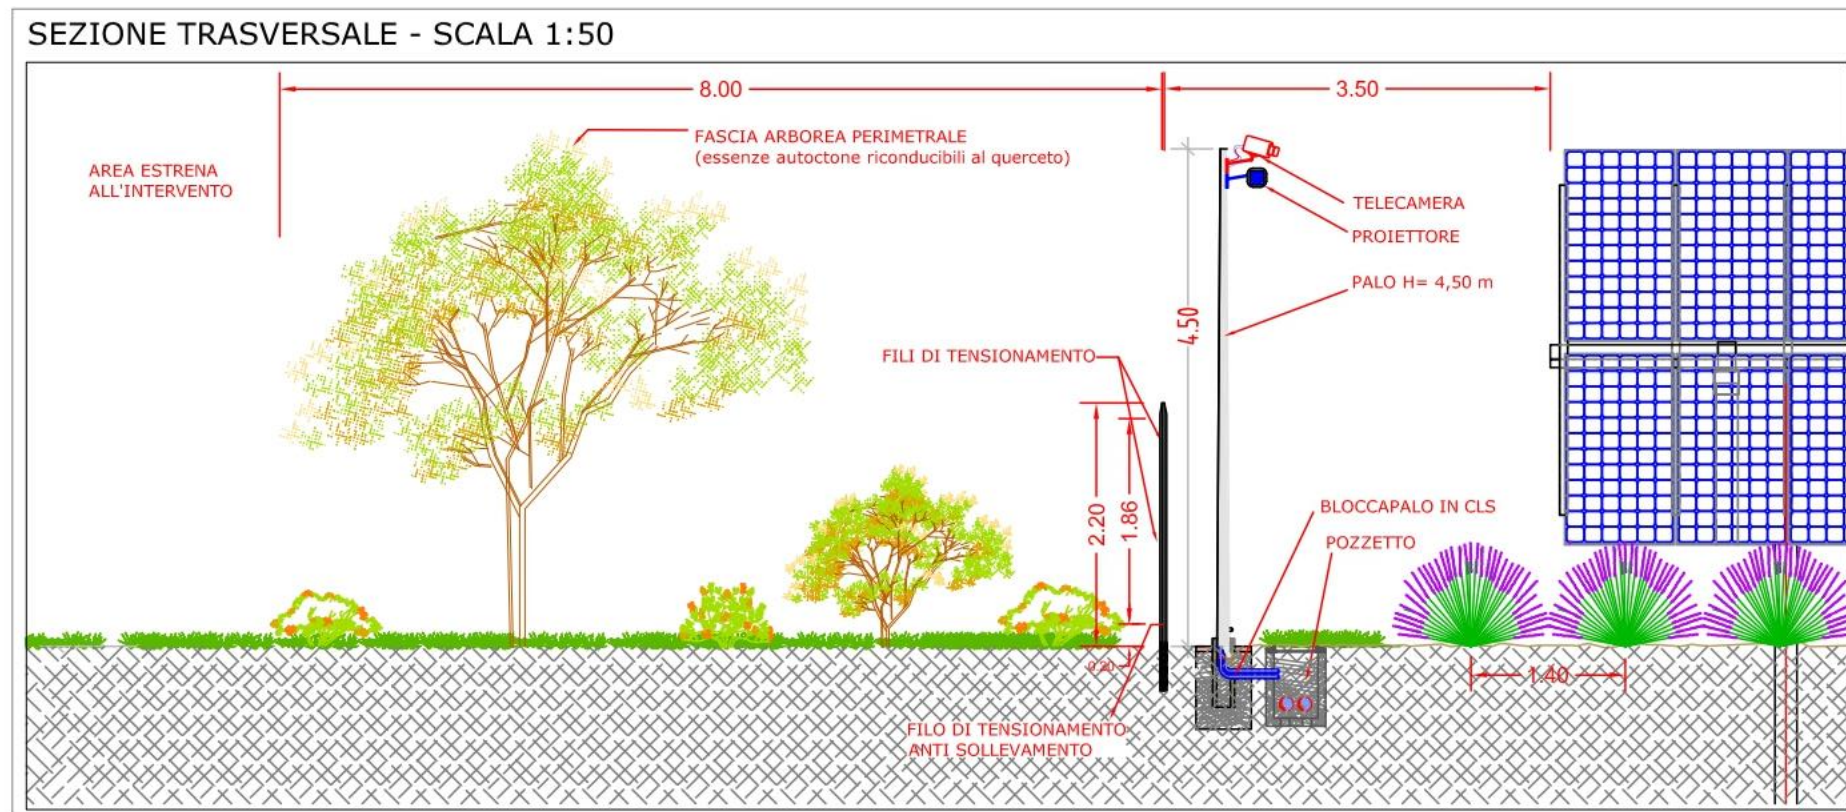 SEZIONE TRASVERSALE - SCALA 1:50
8.00
3.50
FASCIA ARBOREA PERIMETRALE
(essenze autoctone riconducibili al querceto)
AREA ESTRENA
ALL'INTERVENTO
TELECAMERA
PROIETTORE
PALO H= 4,50 m
4.50
FILI DI TENSIONAMENTO
2.20
1.86
BLOCCAPALO IN CLS
POZZETTO
0.20
1.40
FILO DI TENSIONAMENTO
ANTI SOLLEVAMENTO